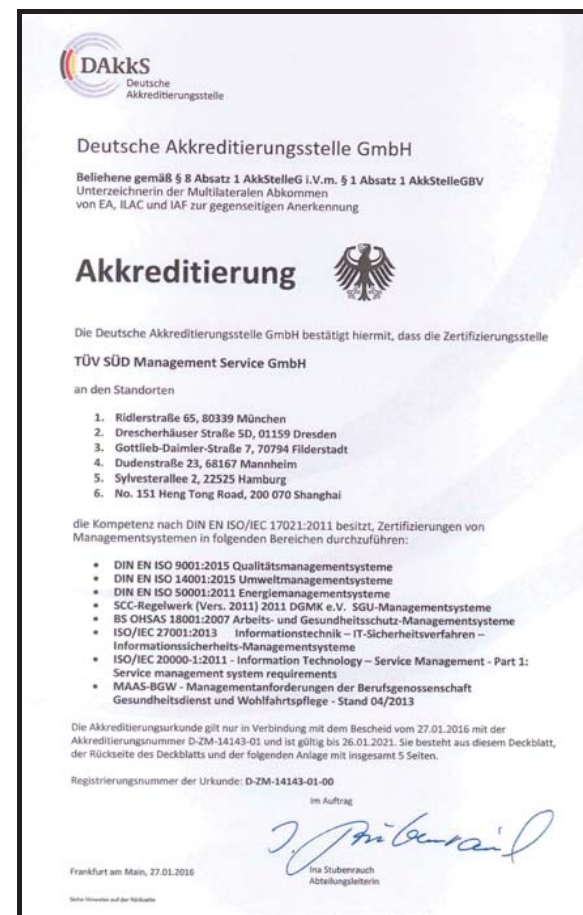 DAkkS
Deutsche
Akkreditierungsstelle
Deutsche Akkreditierungsstelle GmbH
Beliehene gemäß § 8 Absatz 1 AkkStelleG i.V.m. § 1 Absatz 1 AkkStelleGBV
Unterzeichnerin der Multilateralen Abkommen
von EA, ILAC und IAF zur gegenseitigen Anerkennung
Akkreditierung
Die Deutsche Akkreditierungsstelle GmbH bestätigt hiermit, dass die Zertifizierungsstelle
TÜV SÜD Management Service GmbH
an den Standorten
1. Ridlerstraße 65, 80339 München
2. Drescherhäuser Straße 5D, 01159 Dresden
3. Gottlieb-Daimler-Straße 7, 70794 Filderstadt
4. Dudenstraße 23, 68167 Mannheim
5. Sylvesterallee 2, 22525 Hamburg
6. No. 151 Heng Tong Road, 200 070 Shanghai
die Kompetenz nach DIN EN ISO/IEC 17021:2011 besitzt, Zertifizierungen von
Managementsystemen in folgenden Bereichen durchzuführen:
• DIN EN ISO 9001:2015 Qualitätsmanagementsysteme
• DIN EN ISO 14001:2015 Umweltmanagementsysteme
• DIN EN ISO 50001:2011 Energiemanagementsysteme
• SCC-Regelwerk (Vers. 2011) 2011 DGMK e.V. SGU-Managementsysteme
• BS OHSAS 18001:2007 Arbeits- und Gesundheitsschutz-Managementsysteme
• ISO/IEC 27001:2013 Informationstechnik – IT-Sicherheitsverfahren –
Informationssicherheits-Managementsysteme
• ISO/IEC 20000-1:2011 - Information Technology – Service Management - Part 1:
Service management system requirements
• MAAS-BGW - Managementanforderungen der Berufsgenossenschaft
Gesundheitsdienst und Wohlfahrtspflege - Stand 04/2013
Die Akkreditierungsurkunde gilt nur in Verbindung mit dem Bescheid vom 27.01.2016 mit der
Akkreditierungsnummer D-ZM-14143-01 und ist gültig bis 26.01.2021. Sie besteht aus diesem Deckblatt,
der Rückseite des Deckblatts und der folgenden Anlage mit insgesamt 5 Seiten.
Registrierungsnummer der Urkunde: D-ZM-14143-01-00
Im Auftrag
Frankfurt am Main, 27.01.2016
Ina Stubenrauch
Abteilungsleiterin
Siehe Hinweise auf der Rückseite